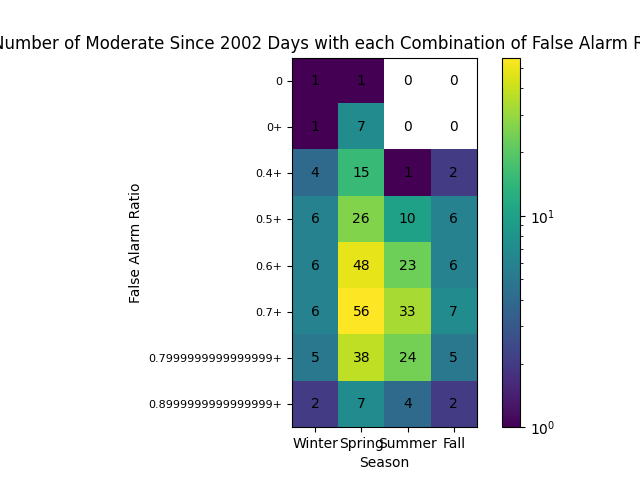 Number of Moderate Since 2002 Days with each Combination of False Alarm
0 1 1 0 0
0+ 1 7 0 0
0.4+ 4 15 1 2
0.5+ 6 26 10 6
0.6+ 6 48 23 6
0.7+ 6 56 33 7
0.7999999999999999+ 5 38 24 5
0.8999999999999999+ 2 7 4 2
Winter Spring Summer Fall
Season
False Alarm Ratio
10¹
10⁰